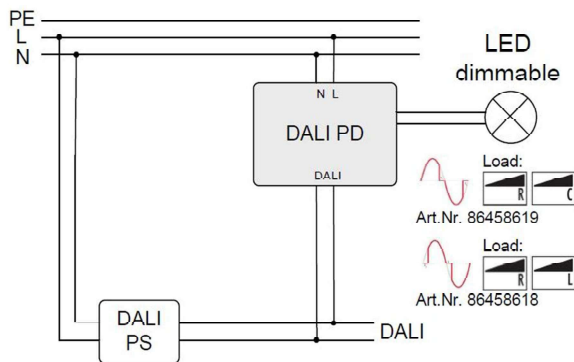 PE
L
N
LED
dimmable
N L
DALI PD
DALI
Load:
R
C
Art.Nr. 86458619
Load:
R
L
Art.Nr. 86458618
DALI
PS
DALI